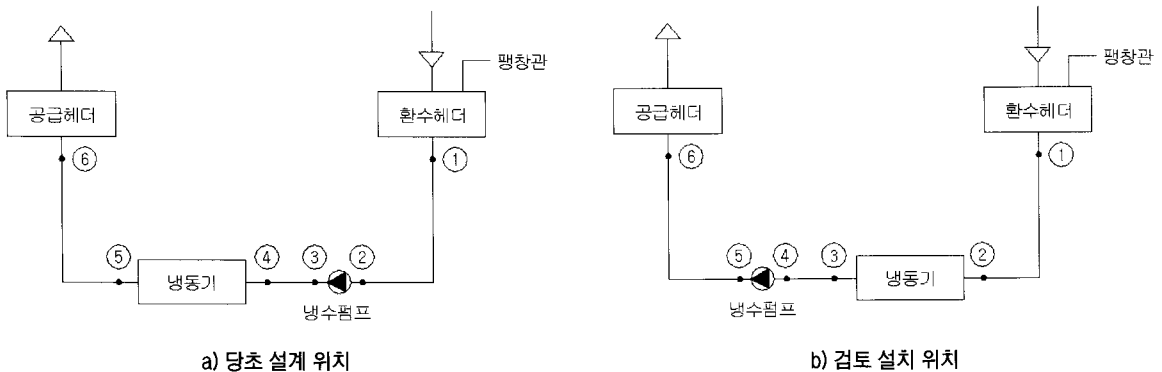 팽창관
공급헤더
환수헤더
⑥
①
⑤
④
③
②
냉동기
냉수펌프
a) 당초 설계 위치
팽창관
공급헤더
환수헤더
⑥
①
⑤
④
③
②
냉동기
냉수펌프
b) 검토 설치 위치